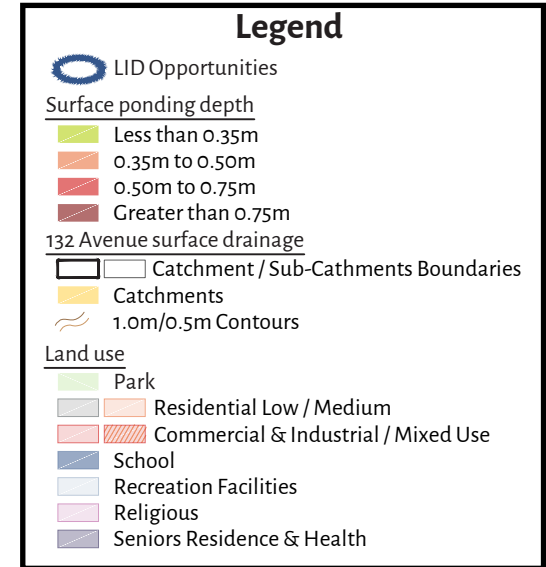 Legend
LID Opportunities
Surface ponding depth
Less than 0.35m
0.35m to 0.50m
0.50m to 0.75m
Greater than 0.75m
132 Avenue surface drainage
Catchment / Sub-Cathments Boundaries
Catchments
1.0m/0.5m Contours
Land use
Park
Residential Low / Medium
Commercial & Industrial / Mixed Use
School
Recreation Facilities
Religious
Seniors Residence & Health